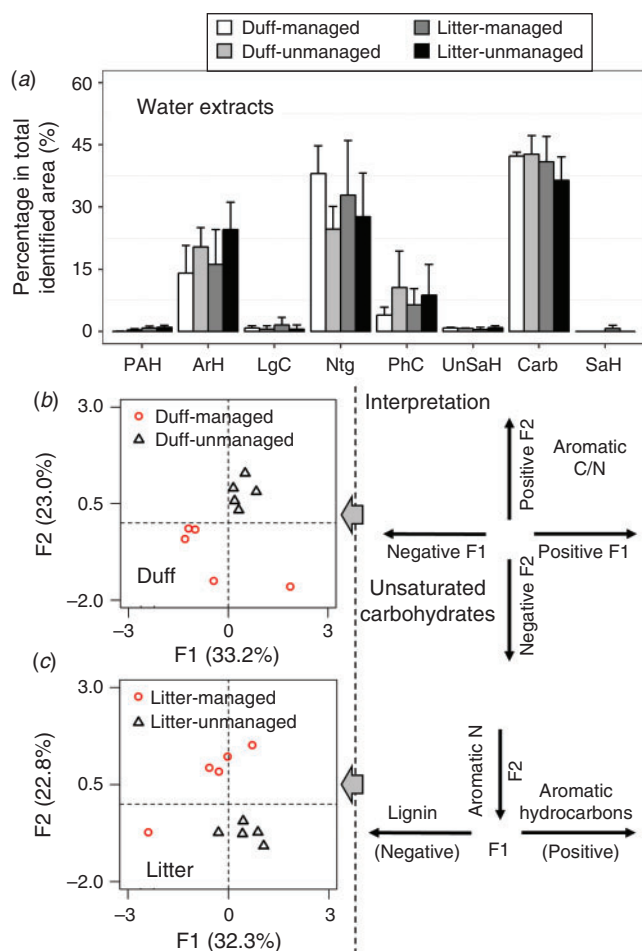 Duff-managed
Litter-managed
Duff-unmanaged
Litter-unmanaged
(a)
60
45
30
15
0
Percentage in total
identified area (%)
Water extracts
PAH
ArH
LgC
Ntg
PhC
UnSaH
Carb
SaH
(b)
3.0
0.5
−2.0
F2 (23.0%)
Duff-managed
Duff-unmanaged
Duff
−3
0
3
F1 (33.2%)
Interpretation
Positive F2
Aromatic
C/N
Negative F1
Positive F1
Unsaturated
carbohydrates
Negative F2
(c)
3.0
0.5
−2.0
F2 (22.8%)
Litter-managed
Litter-unmanaged
Litter
−3
0
3
F1 (32.3%)
Aromatic N
F2
Lignin
Aromatic
hydrocarbons
(Negative)
F1
(Positive)